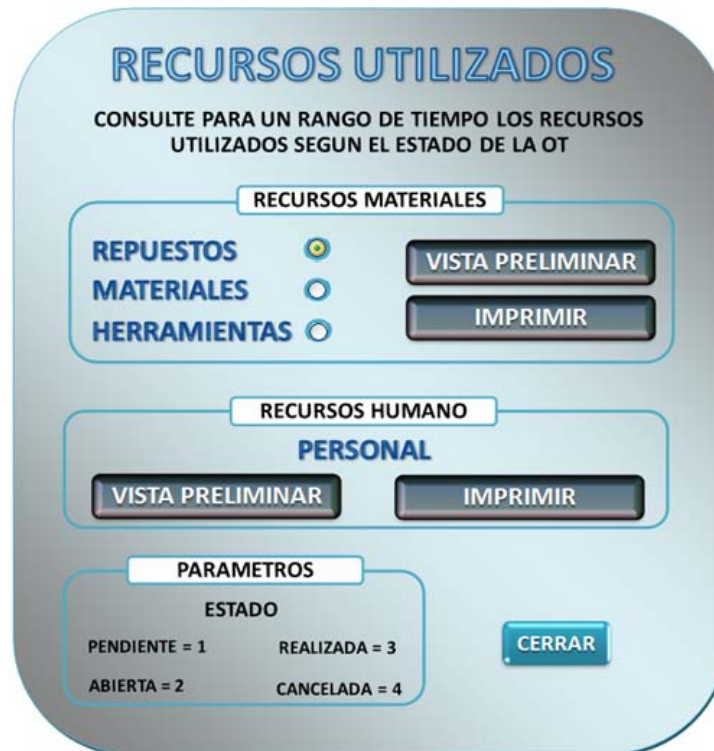 RECURSOS UTILIZADOS
CONSULTE PARA UN RANGO DE TIEMPO LOS RECURSOS
UTILIZADOS SEGUN EL ESTADO DE LA OT
RECURSOS MATERIALES
REPUESTOS
MATERIALES
HERRAMIENTAS
VISTA PRELIMINAR
IMPRIMIR
RECURSOS HUMANO
PERSONAL
VISTA PRELIMINAR IMPRIMIR
PARAMETROS
ESTADO
PENDIENTE = 1 REALIZADA = 3
ABIERTA = 2 CANCELADA = 4
CERRAR